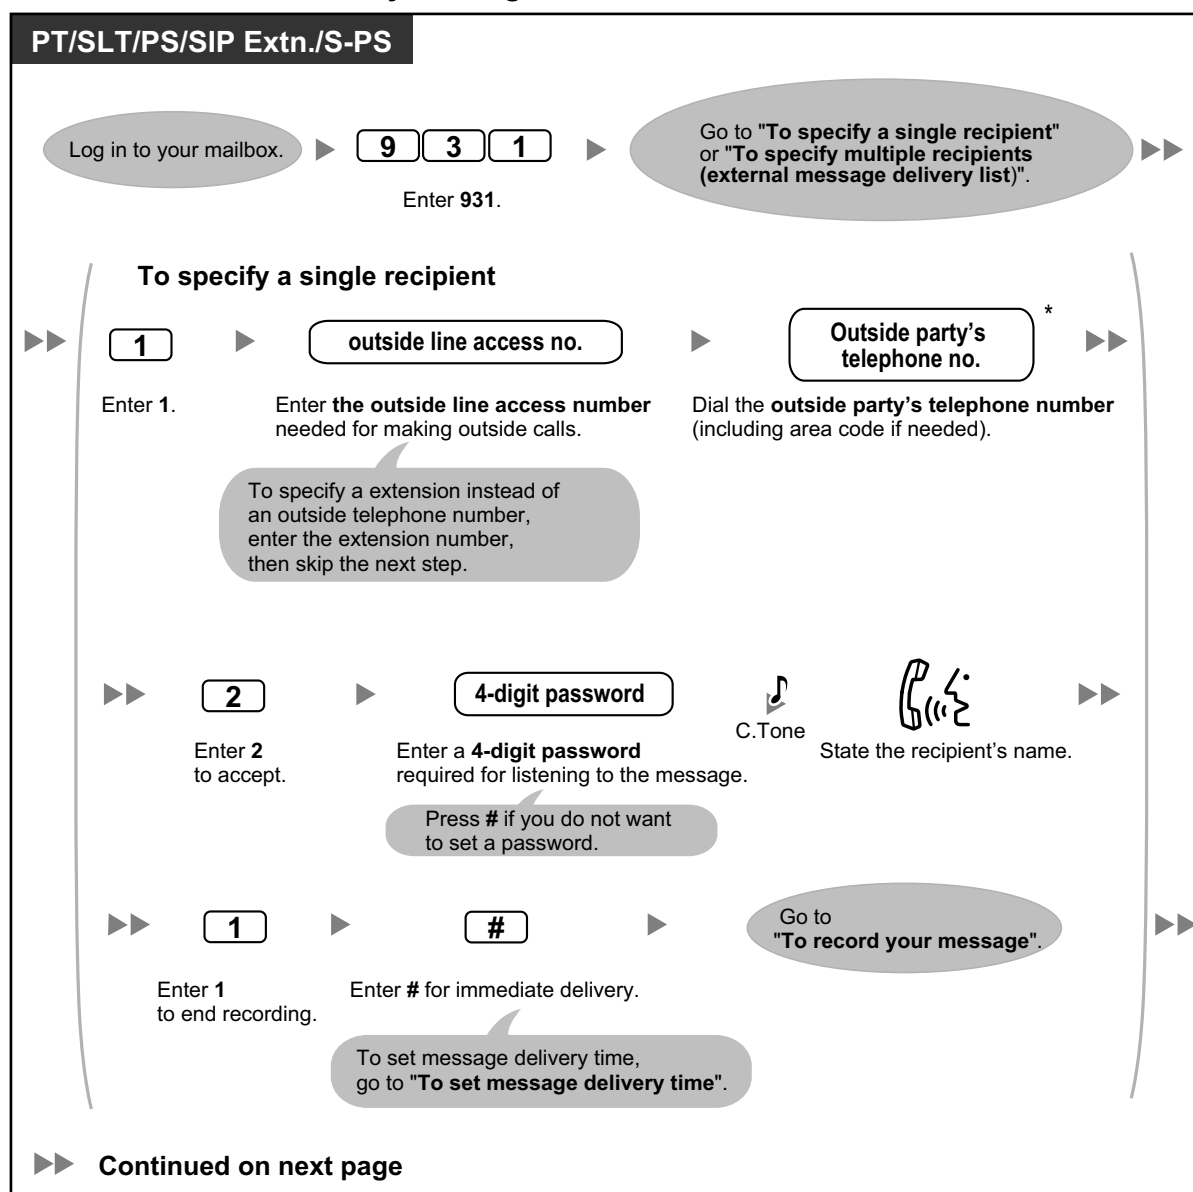 PT/SLT/PS/SIP Extn./S-PS
Log in to your mailbox.
9 3 1
Enter 931.
Go to "To specify a single recipient"
or "To specify multiple recipients
(external message delivery list)".
To specify a single recipient
1
Enter 1.
outside line access no.
Enter the outside line access number
needed for making outside calls.
To specify a extension instead of
an outside telephone number,
enter the extension number,
then skip the next step.
Outside party's
telephone no.
*
Dial the outside party's telephone number
(including area code if needed).
2
Enter 2
to accept.
4-digit password
Enter a 4-digit password
required for listening to the message.
Press # if you do not want
to set a password.
C.Tone
State the recipient's name.
1
Enter 1
to end recording.
#
Enter # for immediate delivery.
To set message delivery time,
go to "To set message delivery time".
Go to
"To record your message".
Continued on next page